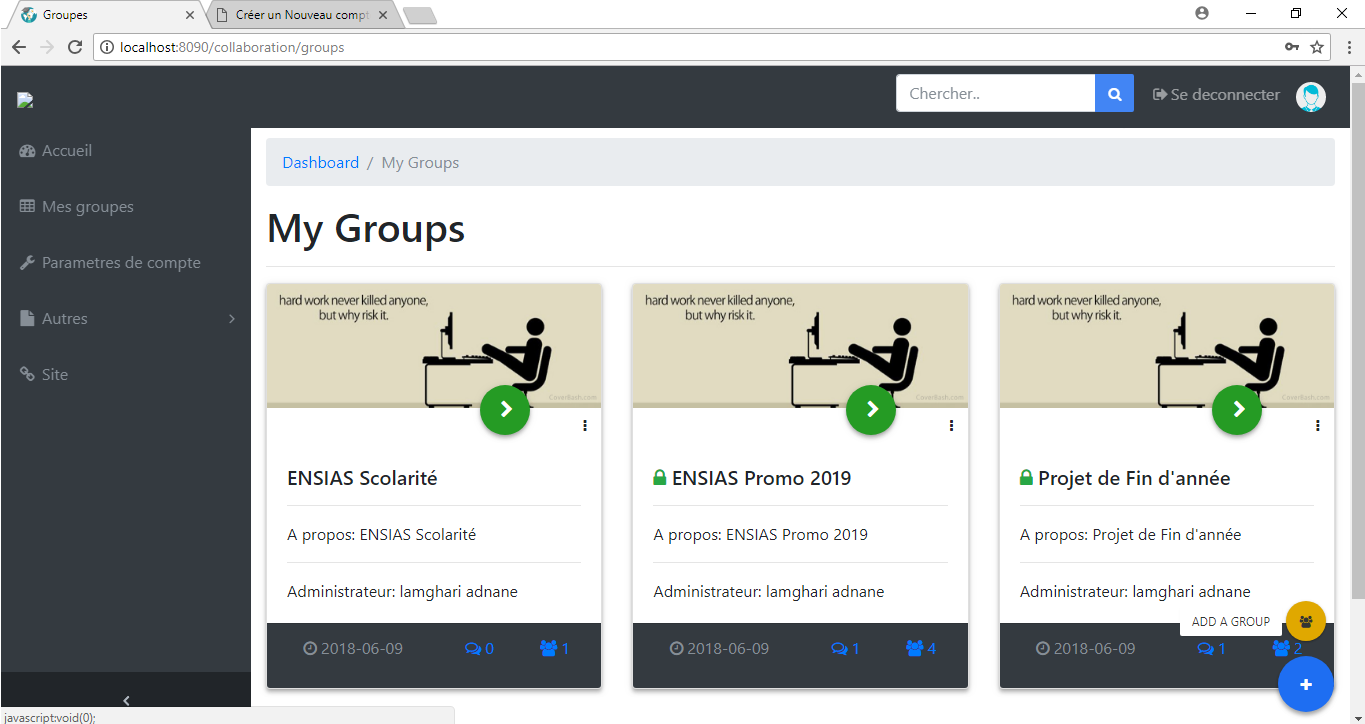 Groupes
Créer un Nouveau compt
localhost:8090/collaboration/groups
Chercher..
Se deconnecter
Accueil
Mes groupes
Parametres de compte
Autres
Site
Dashboard / My Groups
My Groups
hard work never killed anyone,
but why risk it.
CoverBash.com
ENSIAS Scolarité
A propos: ENSIAS Scolarité
Administrateur: lamghari adnane
2018-06-09 0 1
hard work never killed anyone,
but why risk it.
CoverBash.com
ENSIAS Promo 2019
A propos: ENSIAS Promo 2019
Administrateur: lamghari adnane
2018-06-09 1 4
hard work never killed anyone,
but why risk it.
CoverBash.com
Projet de Fin d'année
A propos: Projet de Fin d'année
Administrateur: lamghari adnane
2018-06-09 1 2
ADD A GROUP
javascript:void(0);